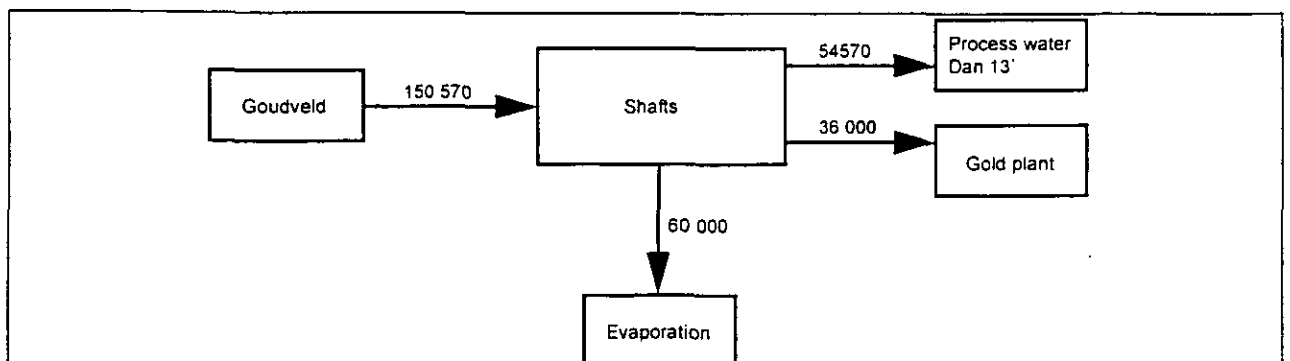 54570
Process water
Dan 13'
Goudveld
150 570
Shafts
36 000
Gold plant
60 000
Evaporation